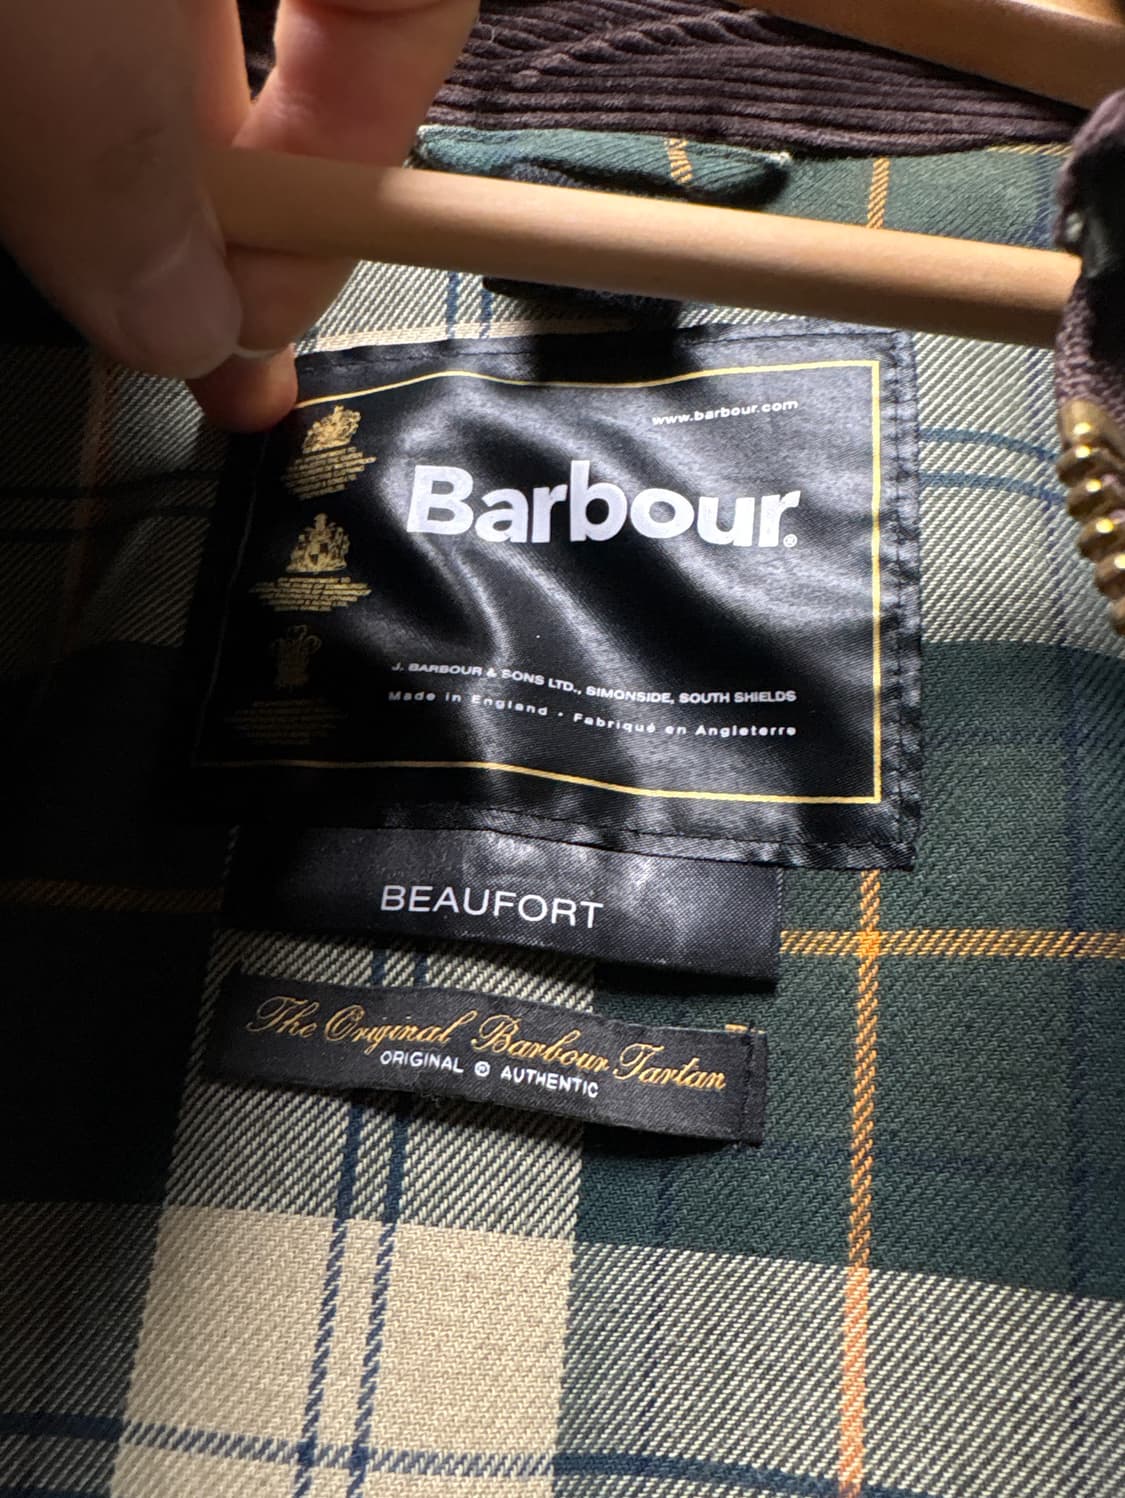 www.barbour.com
Barbour®
J. BARBOUR & SONS LTD., SIMONSIDE, SOUTH SHIELDS
Made in England · Fabriqué en Angleterre
BEAUFORT
The Original Barbour Tartan
ORIGINAL ® AUTHENTIC